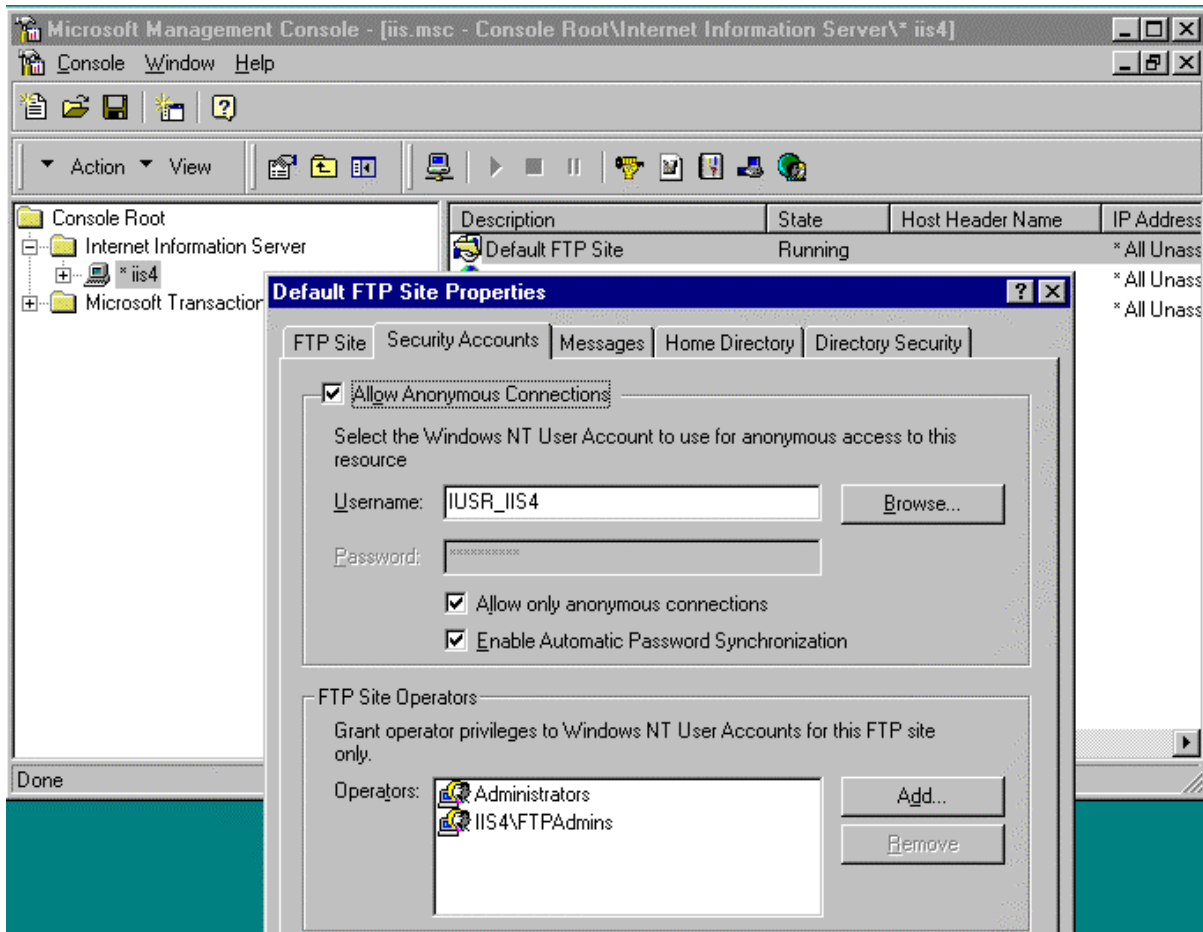 Microsoft Management Console - [iis.msc - Console Root\Internet Information Server\* iis4]
Console Window Help
Action View
Console Root
Internet Information Server
* iis4
Microsoft Transaction
Description State Host Header Name IP Address
Default FTP Site Running * All Unass
* All Unass
* All Unass
Default FTP Site Properties
FTP Site Security Accounts Messages Home Directory Directory Security
Allow Anonymous Connections
Select the Windows NT User Account to use for anonymous access to this
resource
Username: IUSR_IIS4 Browse...
Password: **********
Allow only anonymous connections
Enable Automatic Password Synchronization
FTP Site Operators
Grant operator privileges to Windows NT User Accounts for this FTP site
only.
Operators: Administrators Add...
IIS4\FTPAdmins
Remove
Done